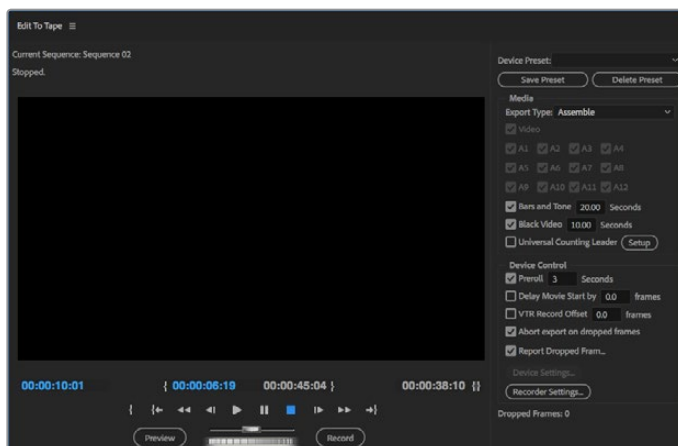 Edit To Tape
Current Sequence: Sequence 02
Stopped.
00:00:10:01 { 00:00:06:19 00:00:45:04 } 00:00:38:10 {}
Preview Record
Device Preset:
Save Preset Delete Preset
Media
Export Type: Assemble
Video
A1 A2 A3 A4
A5 A6 A7 A8
A9 A10 A11 A12
Bars and Tone 20.00 Seconds
Black Video 10.00 Seconds
Universal Counting Leader Setup
Device Control
Preroll 3 Seconds
Delay Movie Start by 0.0 frames
VTR Record Offset 0.0 frames
Abort export on dropped frames
Report Dropped Fram...
Device Settings...
Recorder Settings...
Dropped Frames: 0